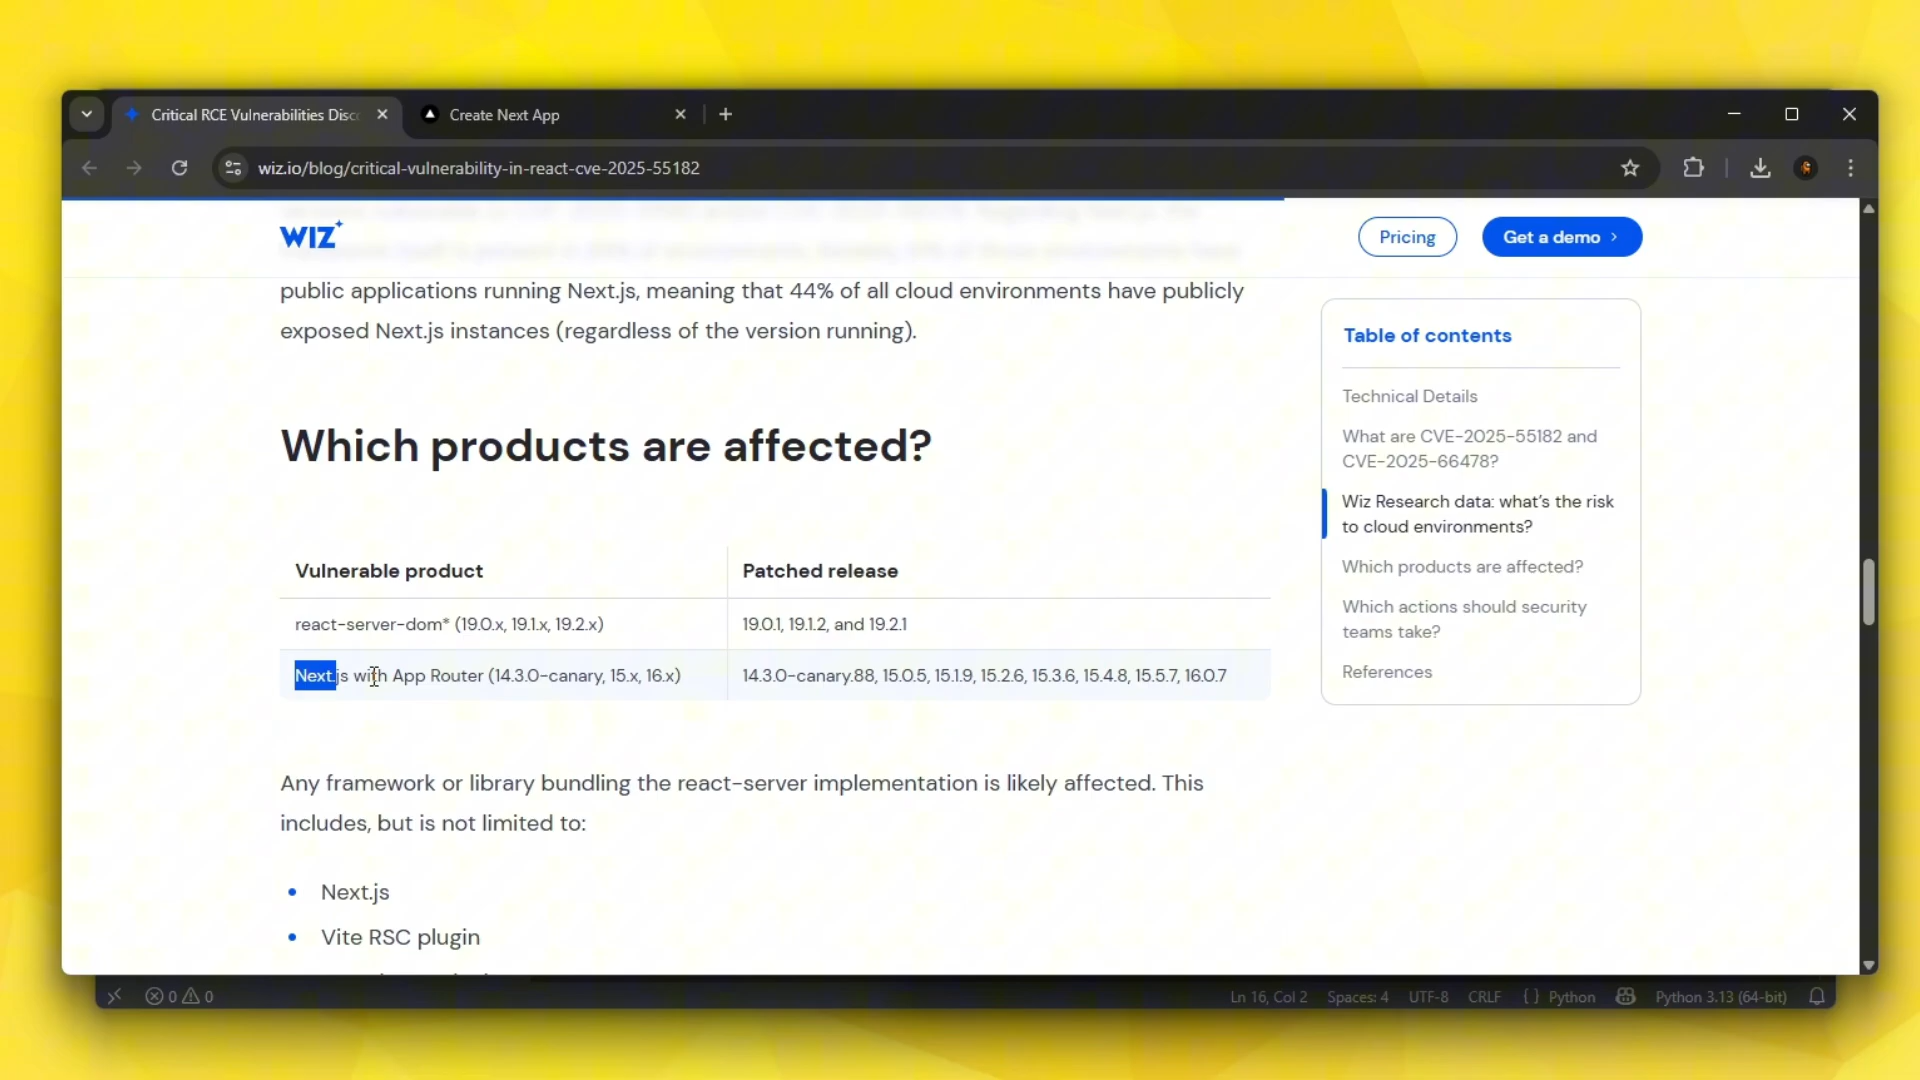 Critical RCE Vulnerabilities Disc
Create Next App
wiz.io/blog/critical-vulnerability-in-react-cve-2025-55182
WIZ
Pricing
Get a demo
public applications running Next.js, meaning that 44% of all cloud environments have publicly
exposed Next.js instances (regardless of the version running).
Which products are affected?
Vulnerable product
Patched release
react-server-dom* (19.0.x, 19.1.x, 19.2.x)
19.0.1, 19.1.2, and 19.2.1
Next.js with App Router (14.3.0-canary, 15.x, 16.x)
14.3.0-canary.88, 15.0.5, 15.1.9, 15.2.6, 15.3.6, 15.4.8, 15.5.7, 16.0.7
Any framework or library bundling the react-server implementation is likely affected. This
includes, but is not limited to:
• Next.js
• Vite RSC plugin
Table of contents
Technical Details
What are CVE-2025-55182 and
CVE-2025-66478?
Wiz Research data: what's the risk
to cloud environments?
Which products are affected?
Which actions should security
teams take?
References
0 0
Ln 16, Col 2
Spaces: 4
UTF-8
CRLF
{ } Python
Python 3.13 (64-bit)